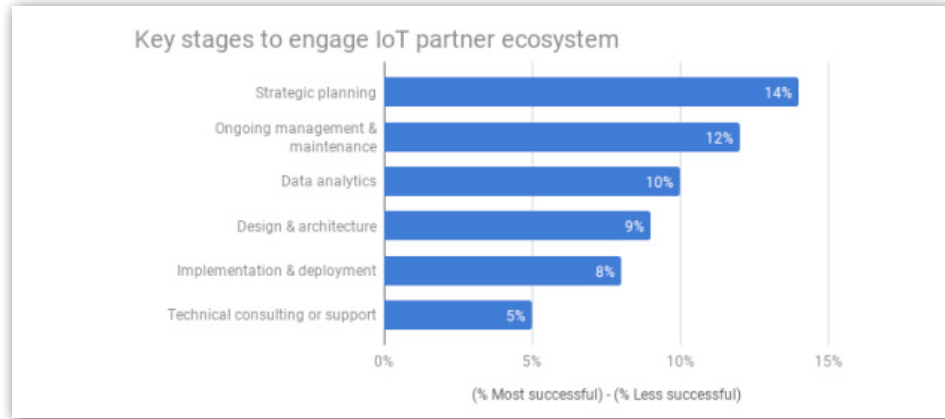 Key stages to engage IoT partner ecosystem
Strategic planning
14%
Ongoing management &
maintenance
12%
Data analytics
10%
Design & architecture
9%
Implementation & deployment
8%
Technical consulting or support
5%
0%
5%
10%
15%
(% Most successful) - (% Less successful)